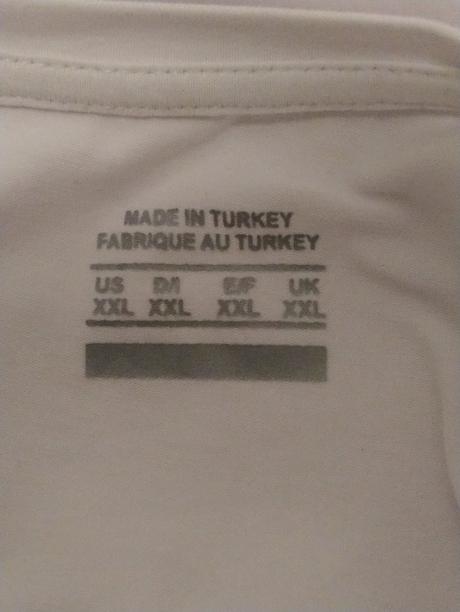 MADE IN TURKEY
FABRIQUE AU TURKEY
US D/I E/F UK
XXL XXL XXL XXL